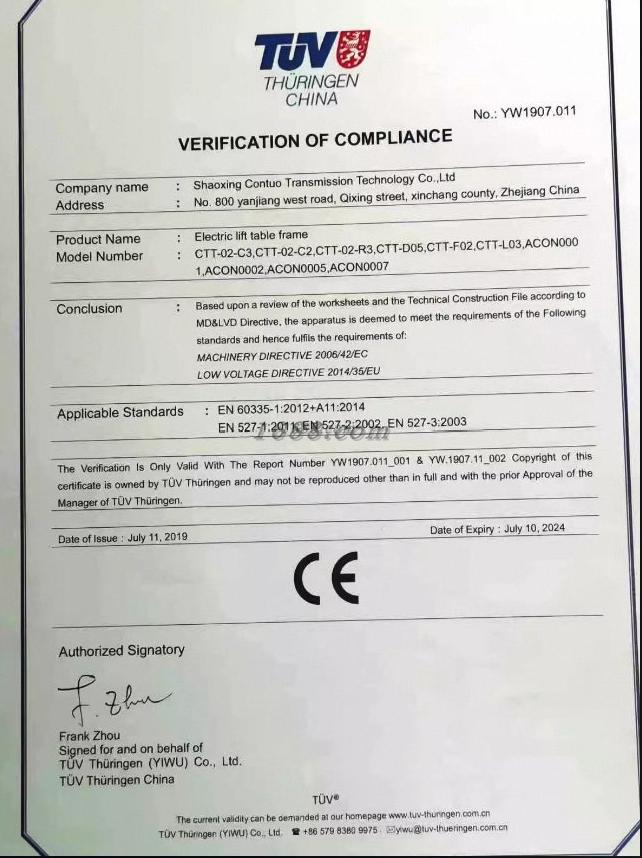 TÜV
THÜRINGEN
CHINA
No.: YW1907.011
VERIFICATION OF COMPLIANCE
Company name : Shaoxing Contuo Transmission Technology Co.,Ltd
Address : No. 800 yanjiang west road, Qixing street, xinchang county, Zhejiang China
Product Name : Electric lift table frame
Model Number : CTT-02-C3,CTT-02-C2,CTT-02-R3,CTT-D05,CTT-F02,CTT-L03,ACON000
1,ACON0002,ACON0005,ACON0007
Conclusion : Based upon a review of the worksheets and the Technical Construction File according to
MD&LVD Directive, the apparatus is deemed to meet the requirements of the Following
standards and hence fulfils the requirements of:
MACHINERY DIRECTIVE 2006/42/EC
LOW VOLTAGE DIRECTIVE 2014/35/EU
Applicable Standards : EN 60335-1:2012+A11:2014
EN 527-1:2011, EN 527-2:2002, EN 527-3:2003
1688.com
The Verification Is Only Valid With The Report Number YW1907.011_001 & YW.1907.11_002 Copyright of this
certificate is owned by TÜV Thüringen and may not be reproduced other than in full and with the prior Approval of the
Manager of TÜV Thüringen.
Date of Issue : July 11, 2019 Date of Expiry : July 10, 2024
CE
Authorized Signatory
F. Zhu
Frank Zhou
Signed for and on behalf of
TÜV Thüringen (YIWU) Co., Ltd.
TÜV Thüringen China
TÜV®
The current validity can be demanded at our homepage www.tuv-thuringen.com.cn
TÜV Thüringen (YIWU) Co., Ltd. ☎ +86 579 8380 9975 ✉yiwu@tuv-thueringen.com.cn